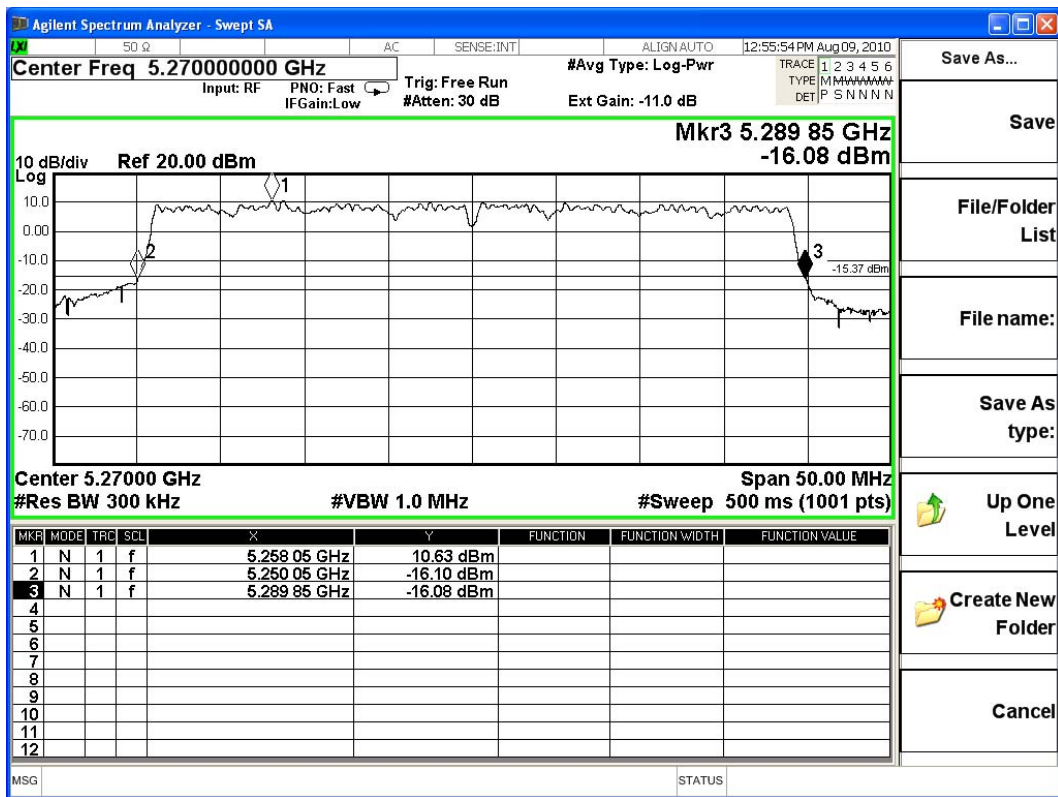 Agilent Spectrum Analyzer - Swept SA
LXI 50 Ω AC SENSE:INT ALIGN AUTO 12:55:54 PM Aug 09, 2010
Center Freq 5.270000000 GHz
Input: RF PNO: Fast IFGain:Low
Trig: Free Run
#Atten: 30 dB
#Avg Type: Log-Pwr
Ext Gain: -11.0 dB
TRACE 1 2 3 4 5 6
TYPE MMWWWWW
DET P S N N N N
Mkr3 5.289 85 GHz
-16.08 dBm
10 dB/div Ref 20.00 dBm
Log
1
10.0
0.00
2
3
-10.0
-15.37 dBm
-20.0
-30.0
-40.0
-50.0
-60.0
-70.0
Center 5.27000 GHz Span 50.00 MHz
#Res BW 300 kHz #VBW 1.0 MHz #Sweep 500 ms (1001 pts)
MKR MODE TRC SCL X Y FUNCTION FUNCTION WIDTH FUNCTION VALUE
1 N 1 f 5.258 05 GHz 10.63 dBm
2 N 1 f 5.250 05 GHz -16.10 dBm
3 N 1 f 5.289 85 GHz -16.08 dBm
4
5
6
7
8
9
10
11
12
MSG STATUS
Save As...
Save
File/Folder
List
File name:
Save As
type:
Up One
Level
Create New
Folder
Cancel